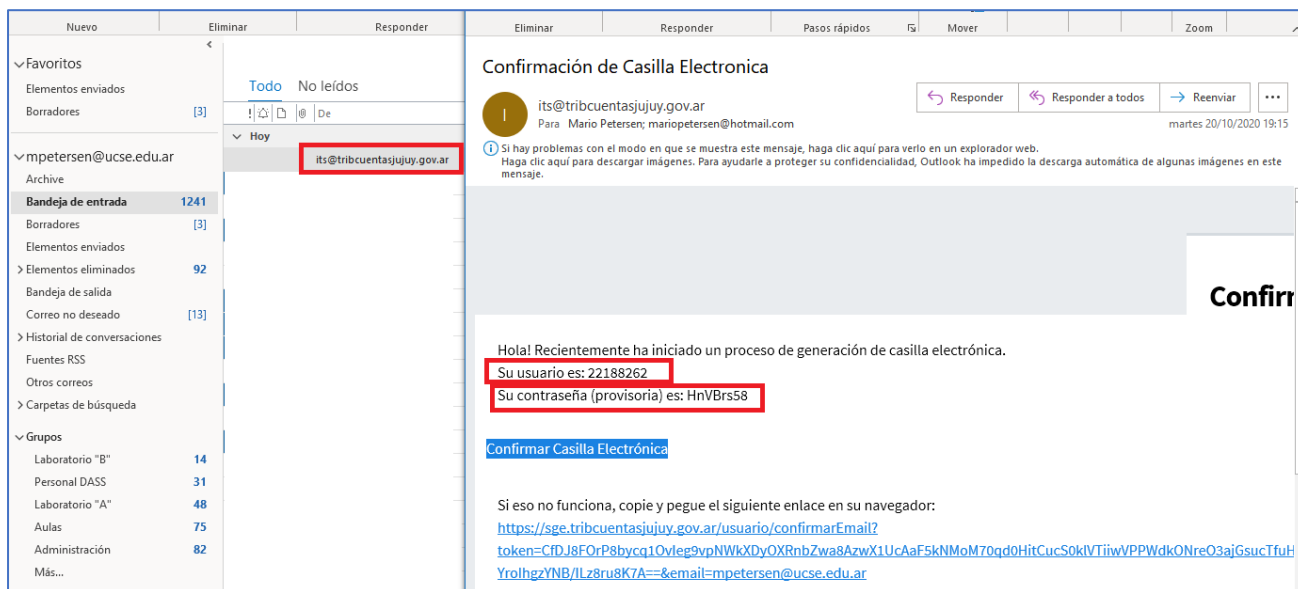 Nuevo
Eliminar
Responder
Favoritos
Elementos enviados
Borradores [3]
mpetersen@ucse.edu.ar
Archive
Bandeja de entrada 1241
Borradores [3]
Elementos enviados
Elementos eliminados 92
Bandeja de salida
Correo no deseado [13]
Historial de conversaciones
Fuentes RSS
Otros correos
Carpetas de búsqueda
Grupos
Laboratorio "B" 14
Personal DASS 31
Laboratorio "A" 48
Aulas 75
Administración 82
Más...
Todo No leídos
De
Hoy
its@tribcuentasjujuy.gov.ar
Eliminar
Responder
Pasos rápidos
Mover
Zoom
Confirmación de Casilla Electronica
I
its@tribcuentasjujuy.gov.ar
Para Mario Petersen; mariopetersen@hotmail.com
Responder
Responder a todos
Reenviar
martes 20/10/2020 19:15
Si hay problemas con el modo en que se muestra este mensaje, haga clic aquí para verlo en un explorador web.
Haga clic aquí para descargar imágenes. Para ayudarle a proteger su confidencialidad, Outlook ha impedido la descarga automática de algunas imágenes en este
mensaje.
Confirr
Hola! Recientemente ha iniciado un proceso de generación de casilla electrónica.
Su usuario es: 22188262
Su contraseña (provisoria) es: HnVBrs58
Confirmar Casilla Electrónica
Si eso no funciona, copie y pegue el siguiente enlace en su navegador:
https://sge.tribcuentasjujuy.gov.ar/usuario/confirmarEmail?
token=CfDJ8FOrP8bycq1OvIeg9vpNWkXDyOXRnbZwa8AzwX1UcAaF5kNMoM70qd0HitCucS0kIVTiiwVPPWdkONreO3ajGsucTfuH
YroIhgzYNB/ILz8ru8K7A==&email=mpetersen@ucse.edu.ar